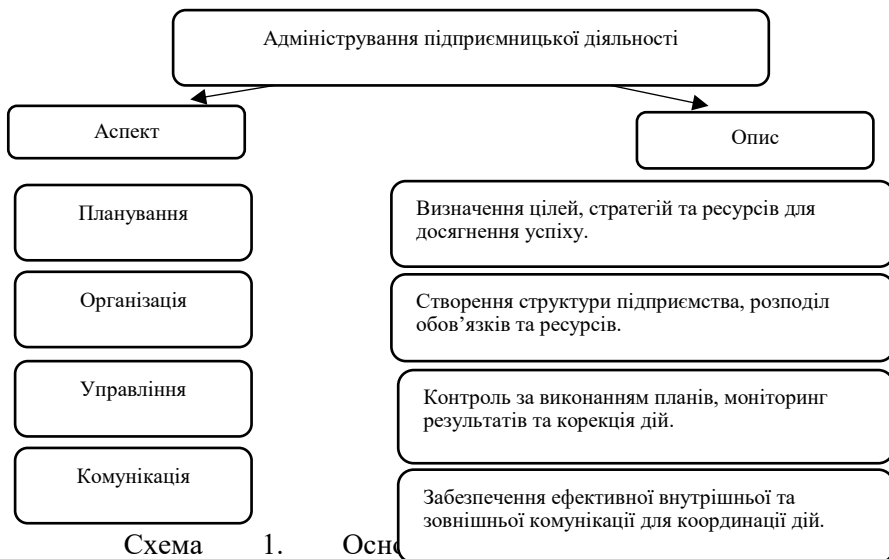 Адміністрування підприємницької діяльності
Аспект
Опис
Планування
Визначення цілей, стратегій та ресурсів для
досягнення успіху.
Організація
Створення структури підприємства, розподіл
обов’язків та ресурсів.
Управління
Контроль за виконанням планів, моніторинг
результатів та корекція дій.
Комунікація
Забезпечення ефективної внутрішньої та
зовнішньої комунікації для координації дій.
Схема 1.